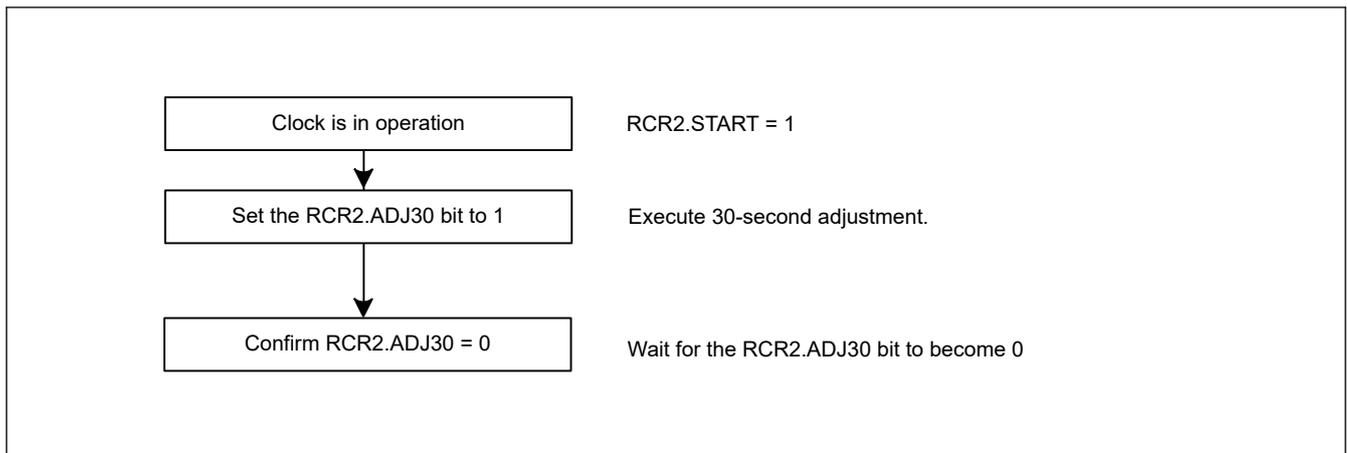 Clock is in operation
RCR2.START = 1
Set the RCR2.ADJ30 bit to 1
Execute 30-second adjustment.
Confirm RCR2.ADJ30 = 0
Wait for the RCR2.ADJ30 bit to become 0